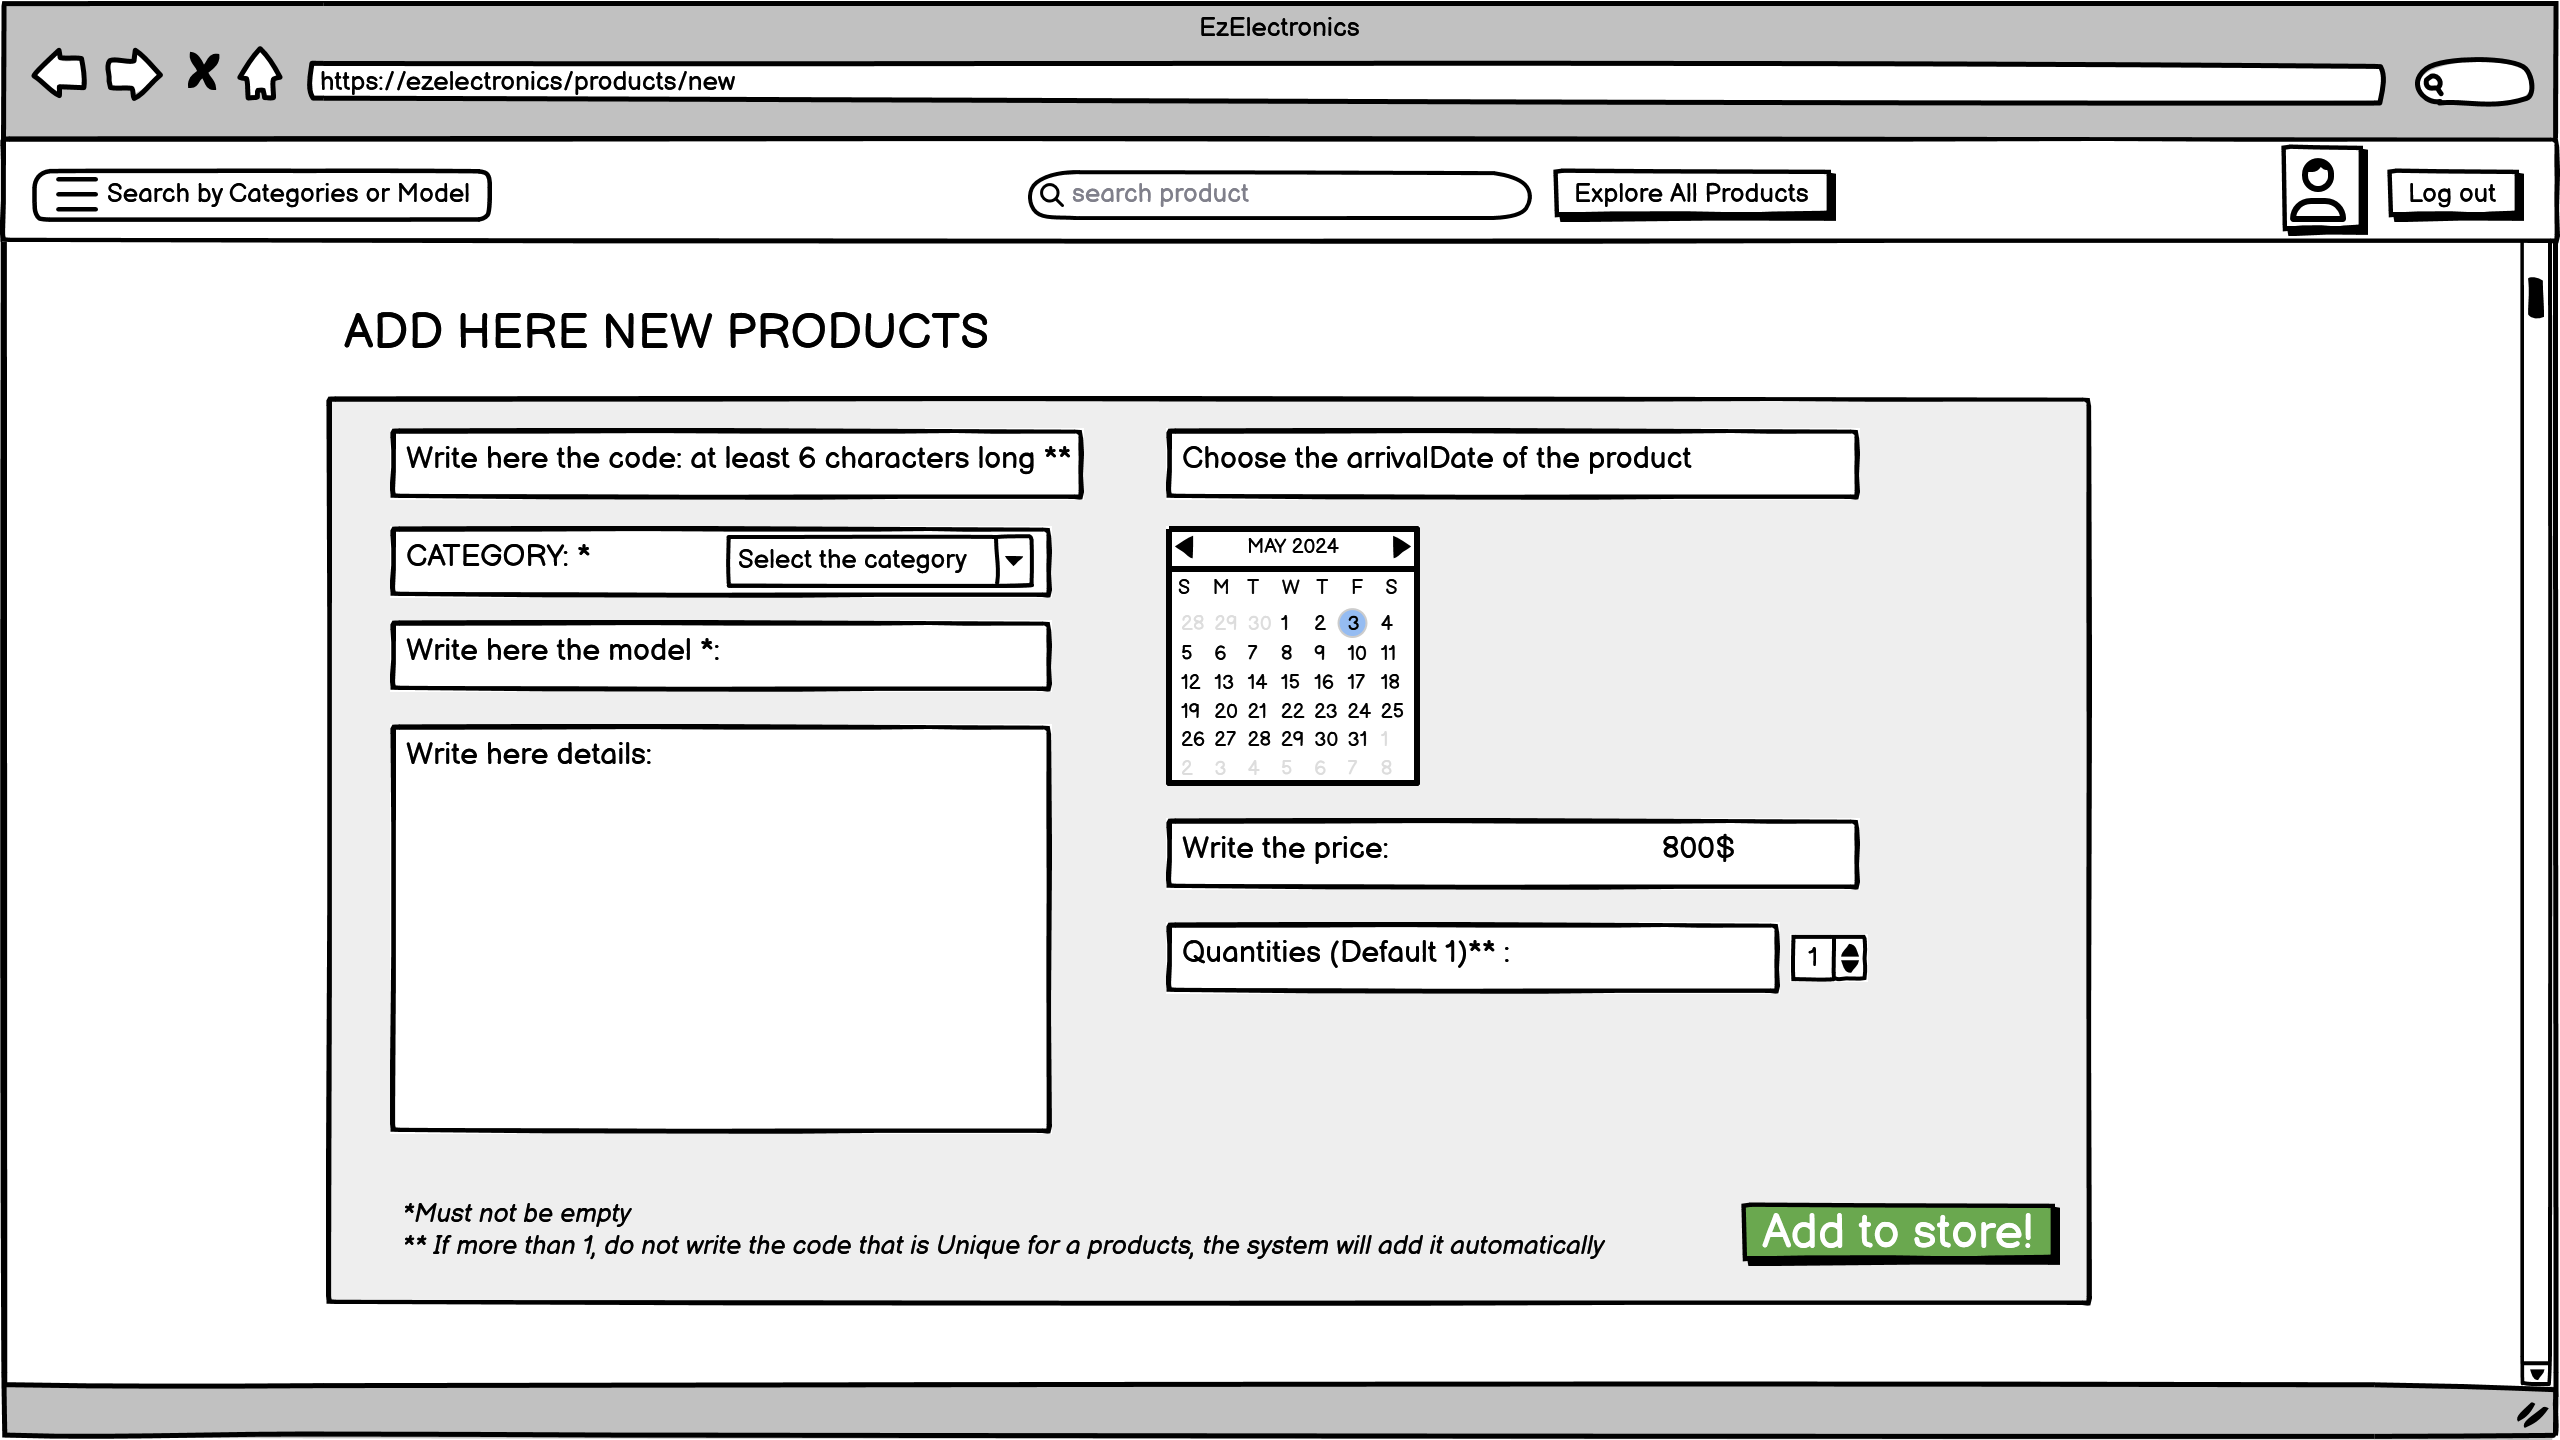 EzElectronics
https://ezelectronics/products/new
Search by Categories or Model
search product
Explore All Products
Log out
ADD HERE NEW PRODUCTS
Write here the code: at least 6 characters long **
CATEGORY: *
Select the category
Write here the model *:
Write here details:
Choose the arrivalDate of the product
MAY 2024
S M T W T F S
28 29 30 1 2 3 4
5 6 7 8 9 10 11
12 13 14 15 16 17 18
19 20 21 22 23 24 25
26 27 28 29 30 31 1
2 3 4 5 6 7 8
Write the price: 800$
Quantities (Default 1)** :
1
*Must not be empty
** If more than 1, do not write the code that is Unique for a products, the system will add it automatically
Add to store!